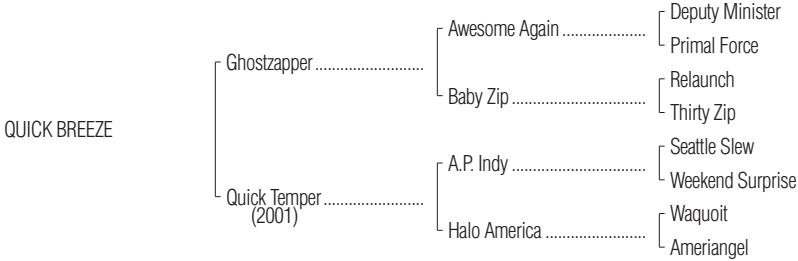 Deputy Minister
Awesome Again ......................
Primal Force
Ghostzapper ..........................
Relaunch
Baby Zip ...................................
Thirty Zip
QUICK BREEZE
Seattle Slew
A.P. Indy ...................................
Weekend Surprise
Quick Temper ........................
(2001)
Waquoit
Halo America ..........................
Ameriangel